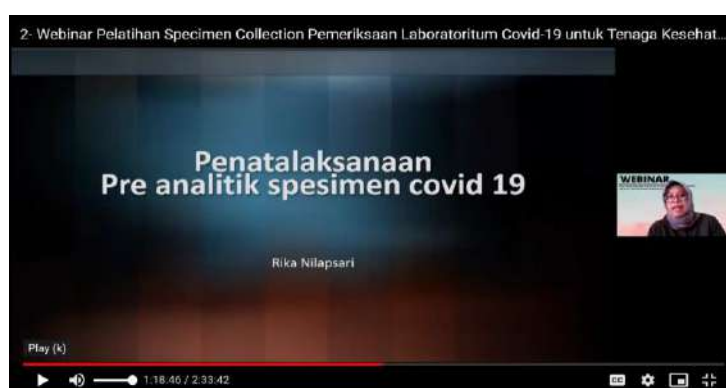 2- Webinar Pelatihan Specimen Collection Pemeriksaan Laboratoritum Covid-19 untuk Tenaga Kesehat...
Penatalaksanaan
Pre analitik spesimen covid 19
WEBINAR
Rika Nilapsari
Play (k)
1:18:46 / 2:33:42
CC